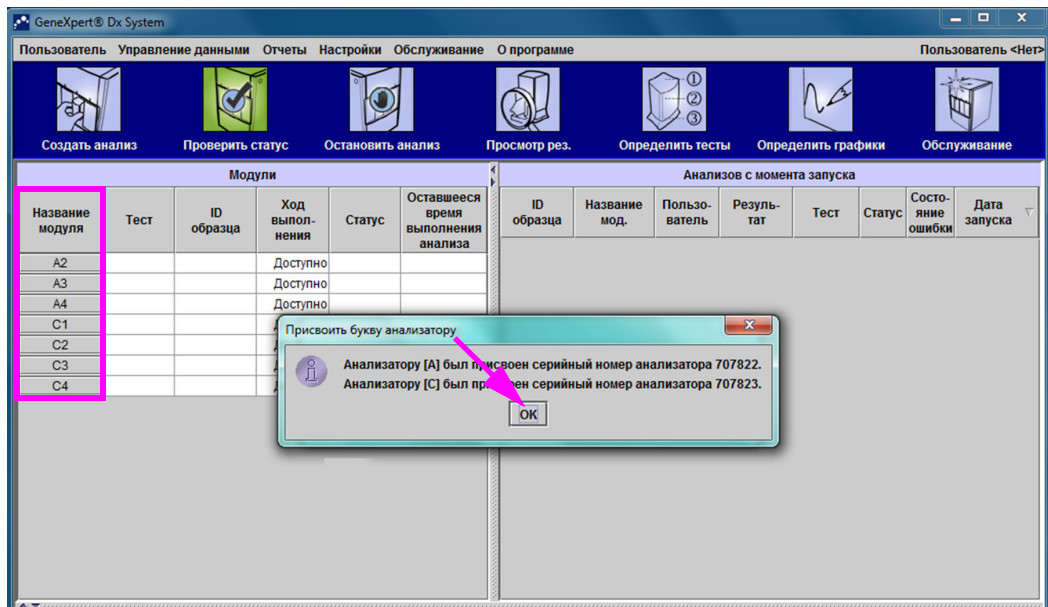 GeneXpert® Dx System
Пользователь Управление данными Отчеты Настройки Обслуживание О программе Пользователь <Нет>
① ② ③
Создать анализ Проверить статус Остановить анализ Просмотр рез. Определить тесты Определить графики Обслуживание
Модули
Название модуля Тест ID образца Ход выпол-нения Статус Оставшееся время выполнения анализа
A2 Доступно
A3 Доступно
A4 Доступно
C1
C2
C3
C4
Анализов с момента запуска
ID образца Название мод. Пользо-ватель Резуль-тат Тест Статус Состо-яние ошибки Дата запуска
Присвоить букву анализатору
Анализатору [A] был присвоен серийный номер анализатора 707822.
Анализатору [C] был присвоен серийный номер анализатора 707823.
OK